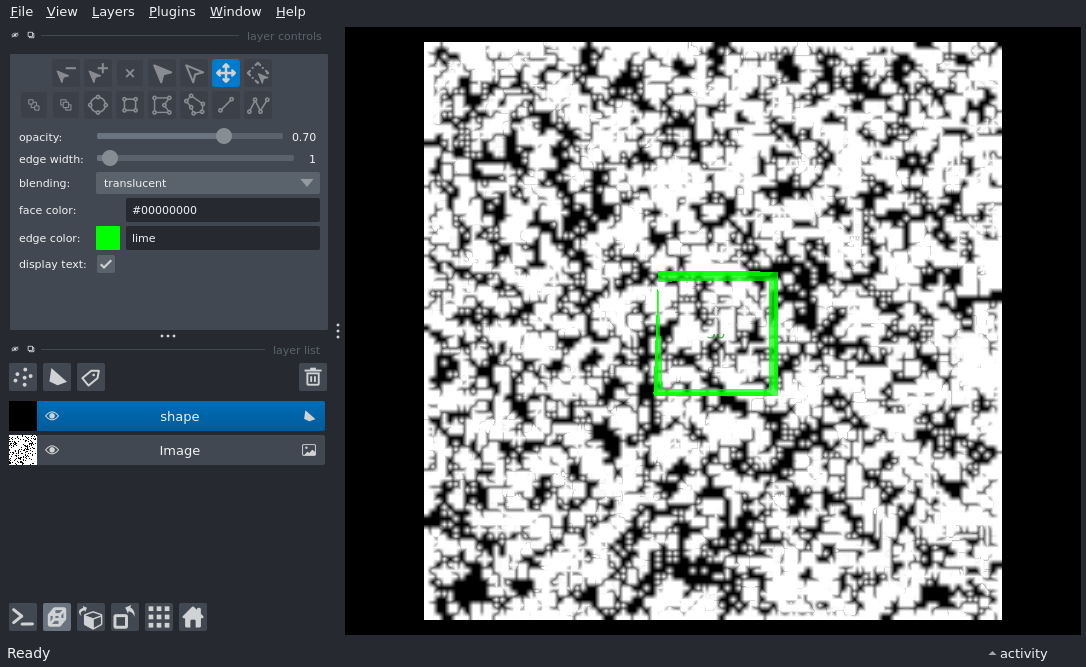 File View Layers Plugins Window Help
layer controls
opacity: 0.70
edge width: 1
blending: translucent
face color: #00000000
edge color: lime
display text:
layer list
shape
Image
Ready
activity